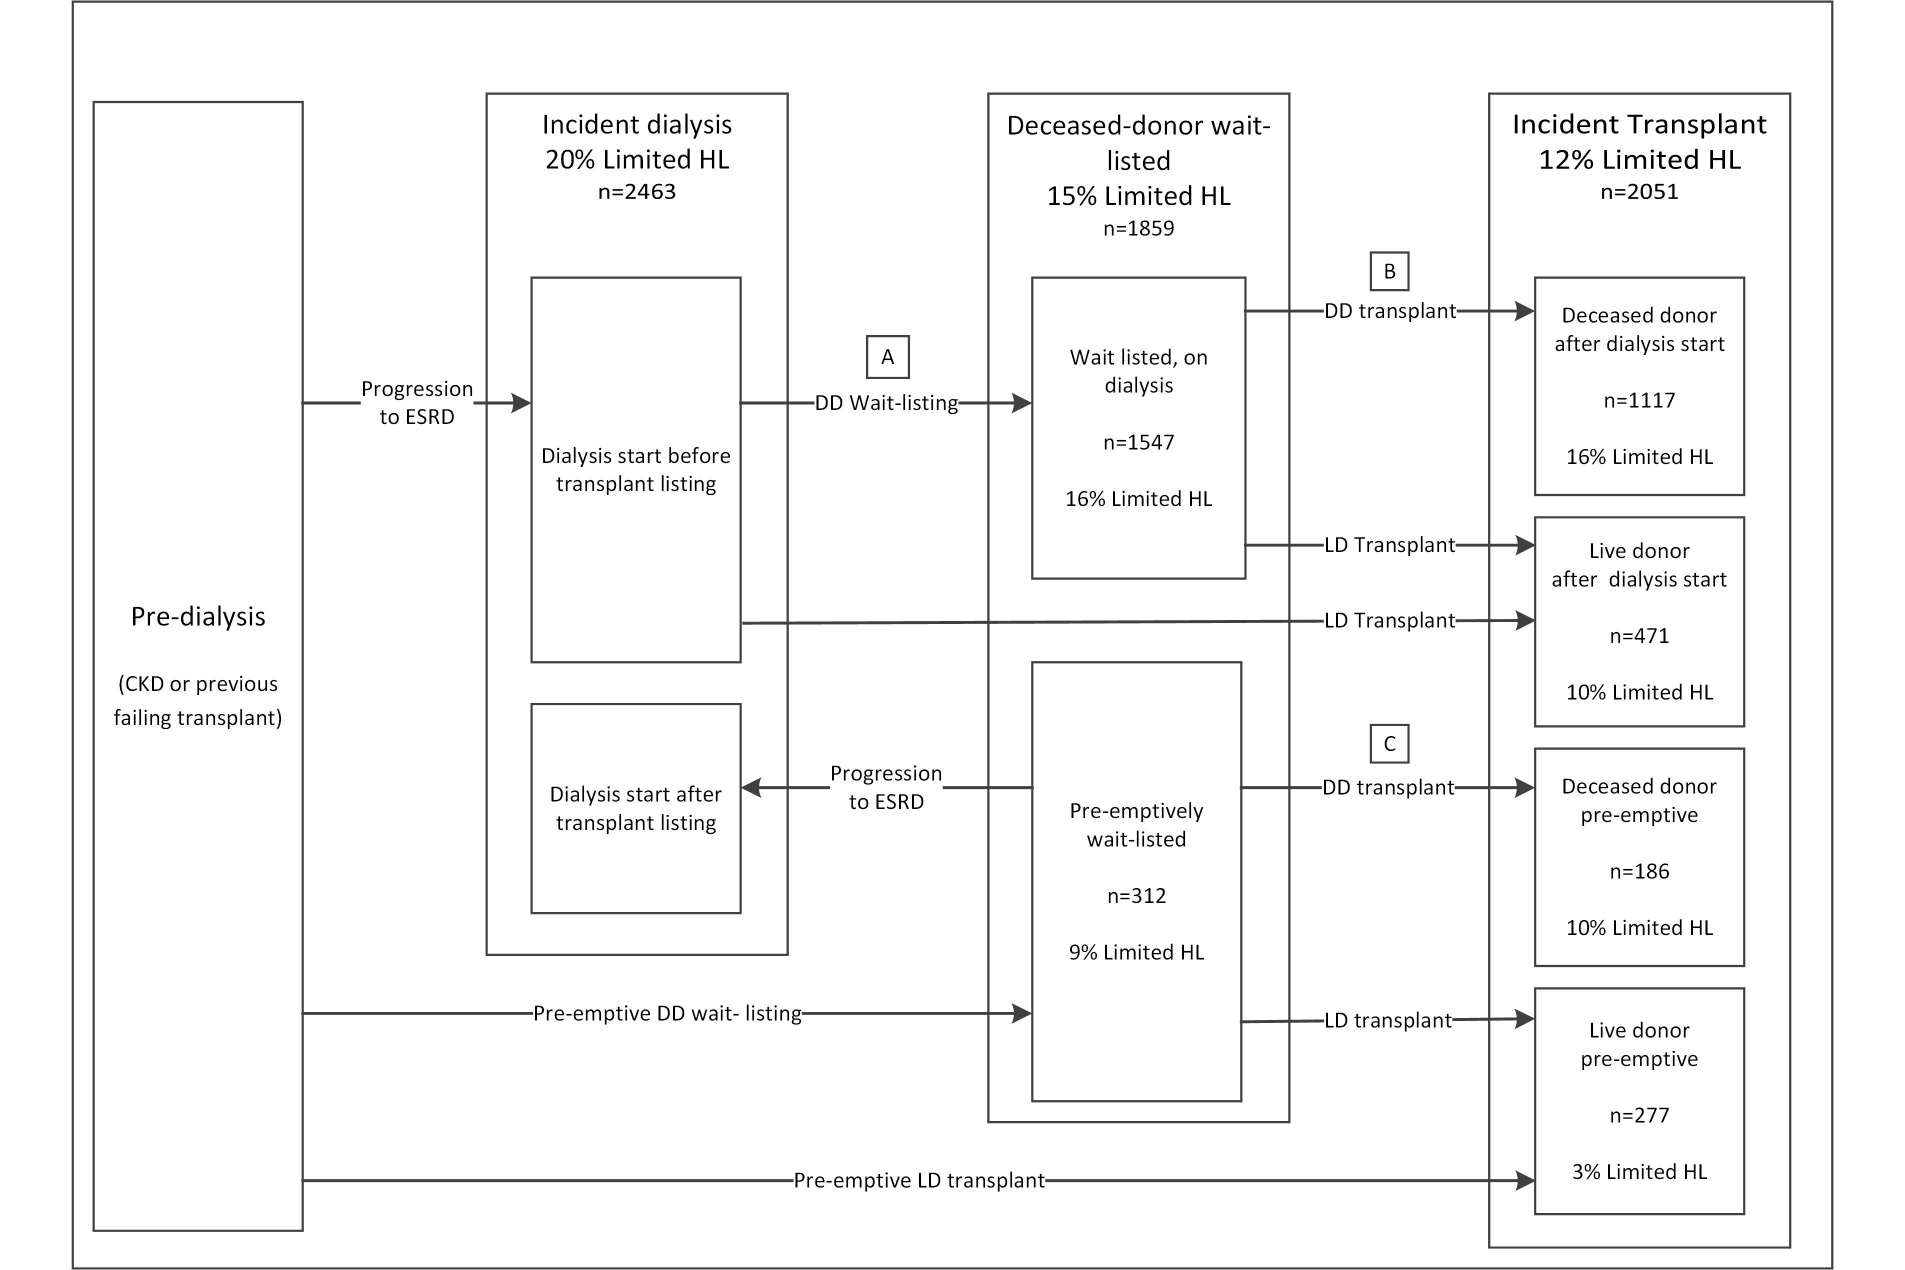 Pre-dialysis
(CKD or previous
failing transplant)
Progression
to ESRD
Incident dialysis
20% Limited HL
n=2463
Dialysis start before
transplant listing
Dialysis start after
transplant listing
A
DD Wait-listing
Progression
to ESRD
Pre-emptive DD wait- listing
Pre-emptive LD transplant
Deceased-donor wait-
listed
15% Limited HL
n=1859
Wait listed, on
dialysis
n=1547
16% Limited HL
Pre-emptively
wait-listed
n=312
9% Limited HL
B
DD transplant
LD Transplant
LD Transplant
C
DD transplant
LD transplant
Incident Transplant
12% Limited HL
n=2051
Deceased donor
after dialysis start
n=1117
16% Limited HL
Live donor
after  dialysis start
n=471
10% Limited HL
Deceased donor
pre-emptive
n=186
10% Limited HL
Live donor
pre-emptive
n=277
3% Limited HL